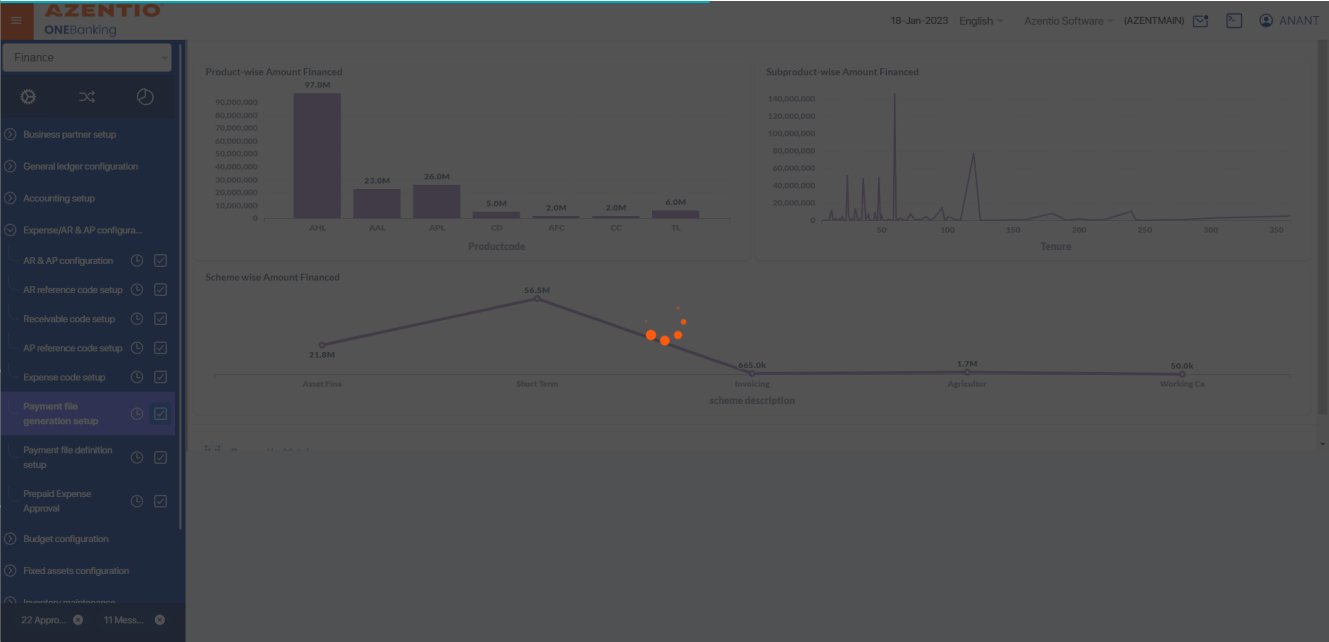 AZENTIO
ONEBanking
18-Jan-2023 English Azentio Software (AZENTMAIN) ANANT
Finance
Business partner setup
General ledger configuration
Accounting setup
Expense/AR & AP configura...
AR & AP configuration
AR reference code setup
Receivable code setup
AP reference code setup
Expense code setup
Payment file
generation setup
Payment file definition
setup
Prepaid Expense
Approval
Budget configuration
Fixed assets configuration
Inventory maintenance
22 Appro... 11 Mess...
Product-wise Amount Financed
97.0M
90,000,000
80,000,000
70,000,000
60,000,000
50,000,000
40,000,000
30,000,000
20,000,000
10,000,000
0
23.0M
26.0M
5.0M
2.0M
2.0M
6.0M
AHL AAL APL CD AFC CC TL
Productcode
Subproduct-wise Amount Financed
140,000,000
120,000,000
100,000,000
80,000,000
60,000,000
40,000,000
20,000,000
0
50 100 150 200 250 300 350
Tenure
Scheme wise Amount Financed
21.8M
56.5M
665.0k
1.7M
50.0k
Asset Fina Short Term Invoicing Agricultur Working Ca
scheme description